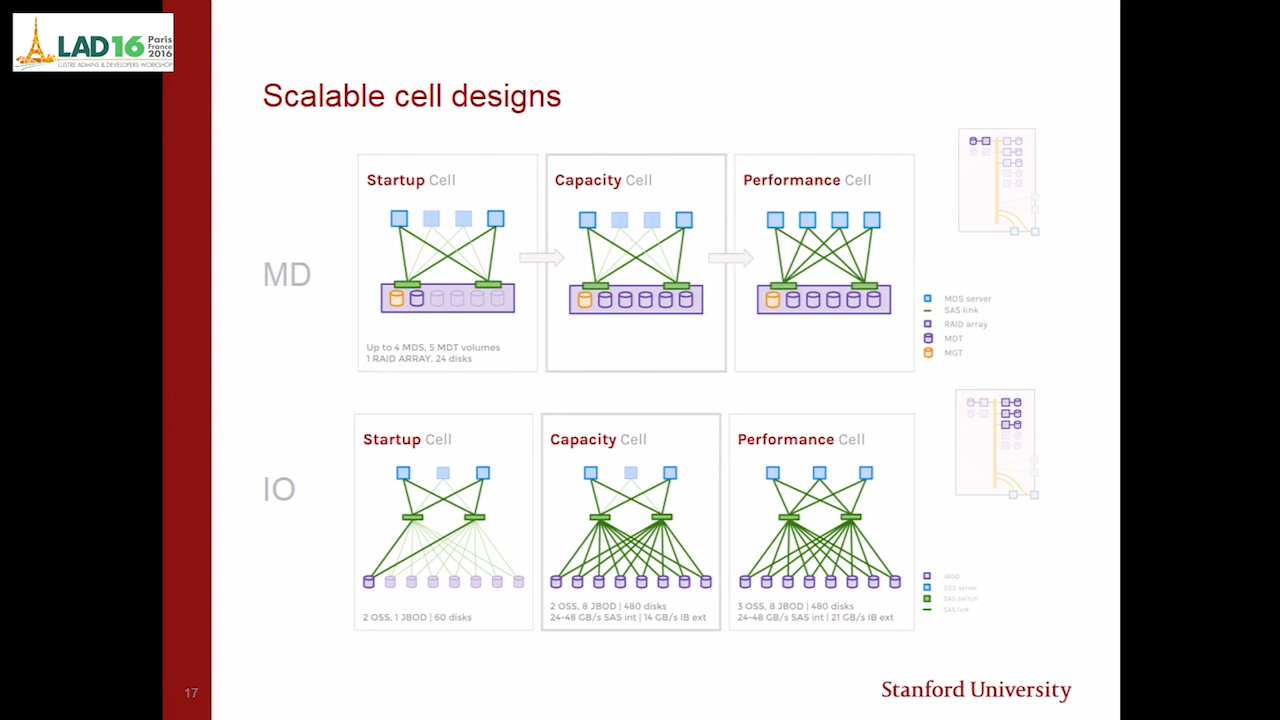 LAD16 Paris
France
2016
LUSTRE ADMINS & DEVELOPERS WORKSHOP
Scalable cell designs
MD
Startup Cell
Up to 4 MDS, 5 MDT volumes
1 RAID ARRAY, 24 disks
Capacity Cell
Performance Cell
MDS server
SAS link
RAID array
MDT
MGT
IO
Startup Cell
2 OSS, 1 JBOD | 60 disks
Capacity Cell
2 OSS, 8 JBOD | 480 disks
24-48 GB/s SAS int | 14 GB/s IB ext
Performance Cell
3 OSS, 8 JBOD | 480 disks
24-48 GB/s SAS int | 21 GB/s IB ext
JBOD
OSS server
SAS switch
SAS link
17
Stanford University